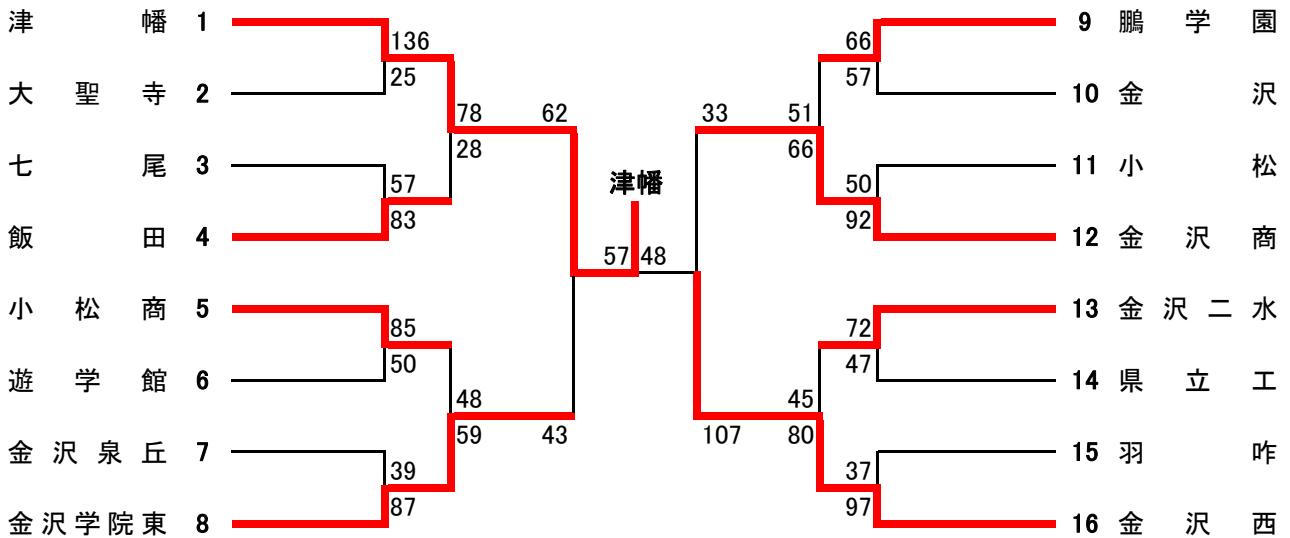 津幡 1
136
25
大聖寺 2
78 62
28
七尾 3
57
83
飯田 4
小松商 5
85
50
遊学館 6
48
59 43
金沢泉丘 7
39
87
金沢学院東 8
津幡
57 48
9 鵬学園
66
57
10 金沢
33 51
66
11 小松
50
92
12 金沢商
13 金沢二水
72
47
14 県立工
45
107 80
15 羽咋
37
97
16 金沢西